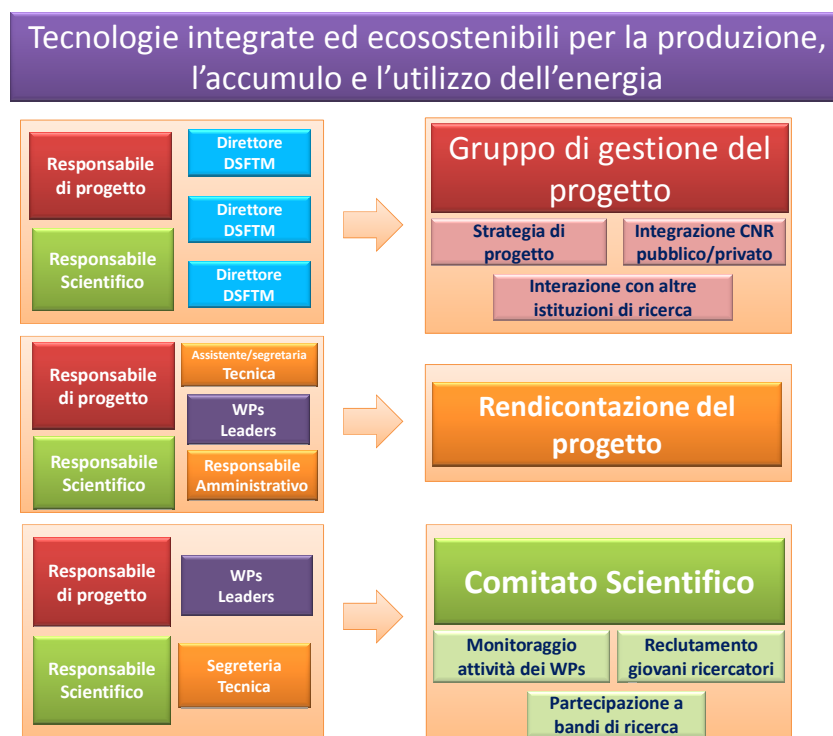 Tecnologie integrate ed ecosostenibili per la produzione,
l'accumulo e l'utilizzo dell'energia
Responsabile
di progetto
Responsabile
Scientifico
Direttore
DSFTM
Direttore
DSFTM
Direttore
DSFTM
Gruppo di gestione del
progetto
Strategia di
progetto
Integrazione CNR
pubblico/privato
Interazione con altre
istituzioni di ricerca
Responsabile
di progetto
Responsabile
Scientifico
Assistente/segretaria
Tecnica
WPs
Leaders
Responsabile
Amministrativo
Rendicontazione del
progetto
Responsabile
di progetto
WPs
Leaders
Responsabile
Scientifico
Segreteria
Tecnica
Comitato Scientifico
Monitoraggio
attività dei WPs
Reclutamento
giovani ricercatori
Partecipazione a
bandi di ricerca